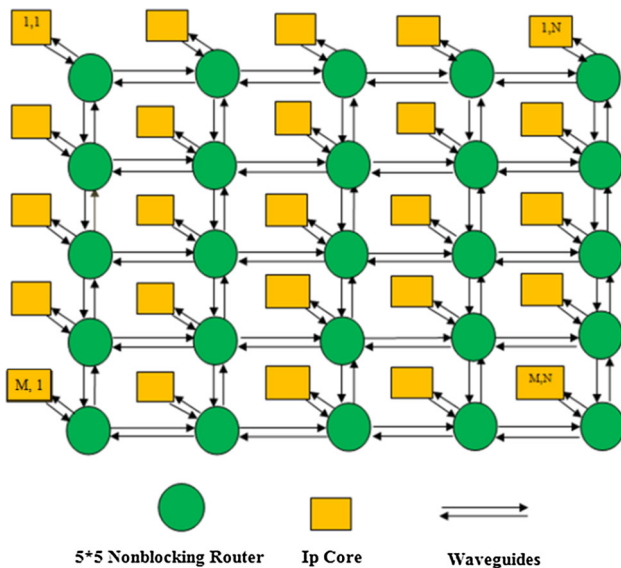 1,1
1,N
M, 1
M,N
5*5 Nonblocking Router
Ip Core
Waveguides